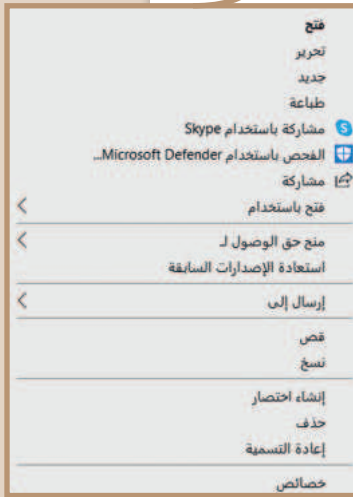 فتح
تحرير
جديد
طباعة
مشاركة باستخدام Skype
الفحص باستخدام Microsoft Defender...
مشاركة
فتح باستخدام
منح حق الوصول لـ
استعادة الإصدارات السابقة
إرسال إلى
قص
نسخ
إنشاء اختصار
حذف
إعادة التسمية
خصائص